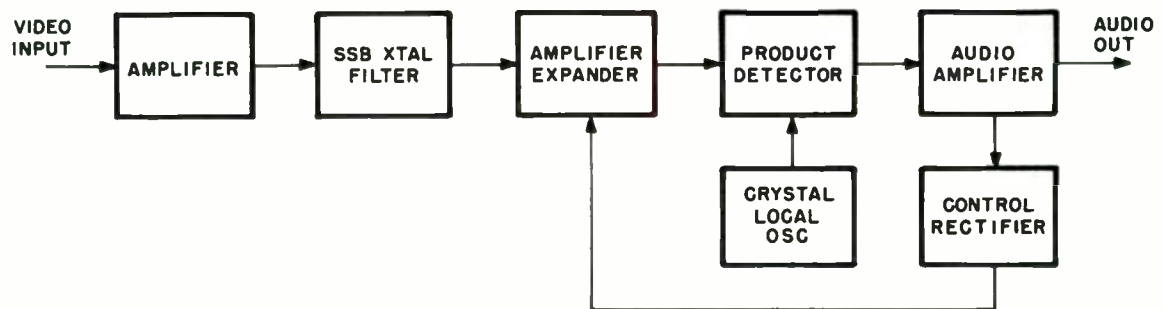 VIDEO
INPUT
AMPLIFIER
SSB XTAL
FILTER
AMPLIFIER
EXPANDER
PRODUCT
DETECTOR
AUDIO
AMPLIFIER
AUDIO
OUT
CRYSTAL
LOCAL
OSC
CONTROL
RECTIFIER